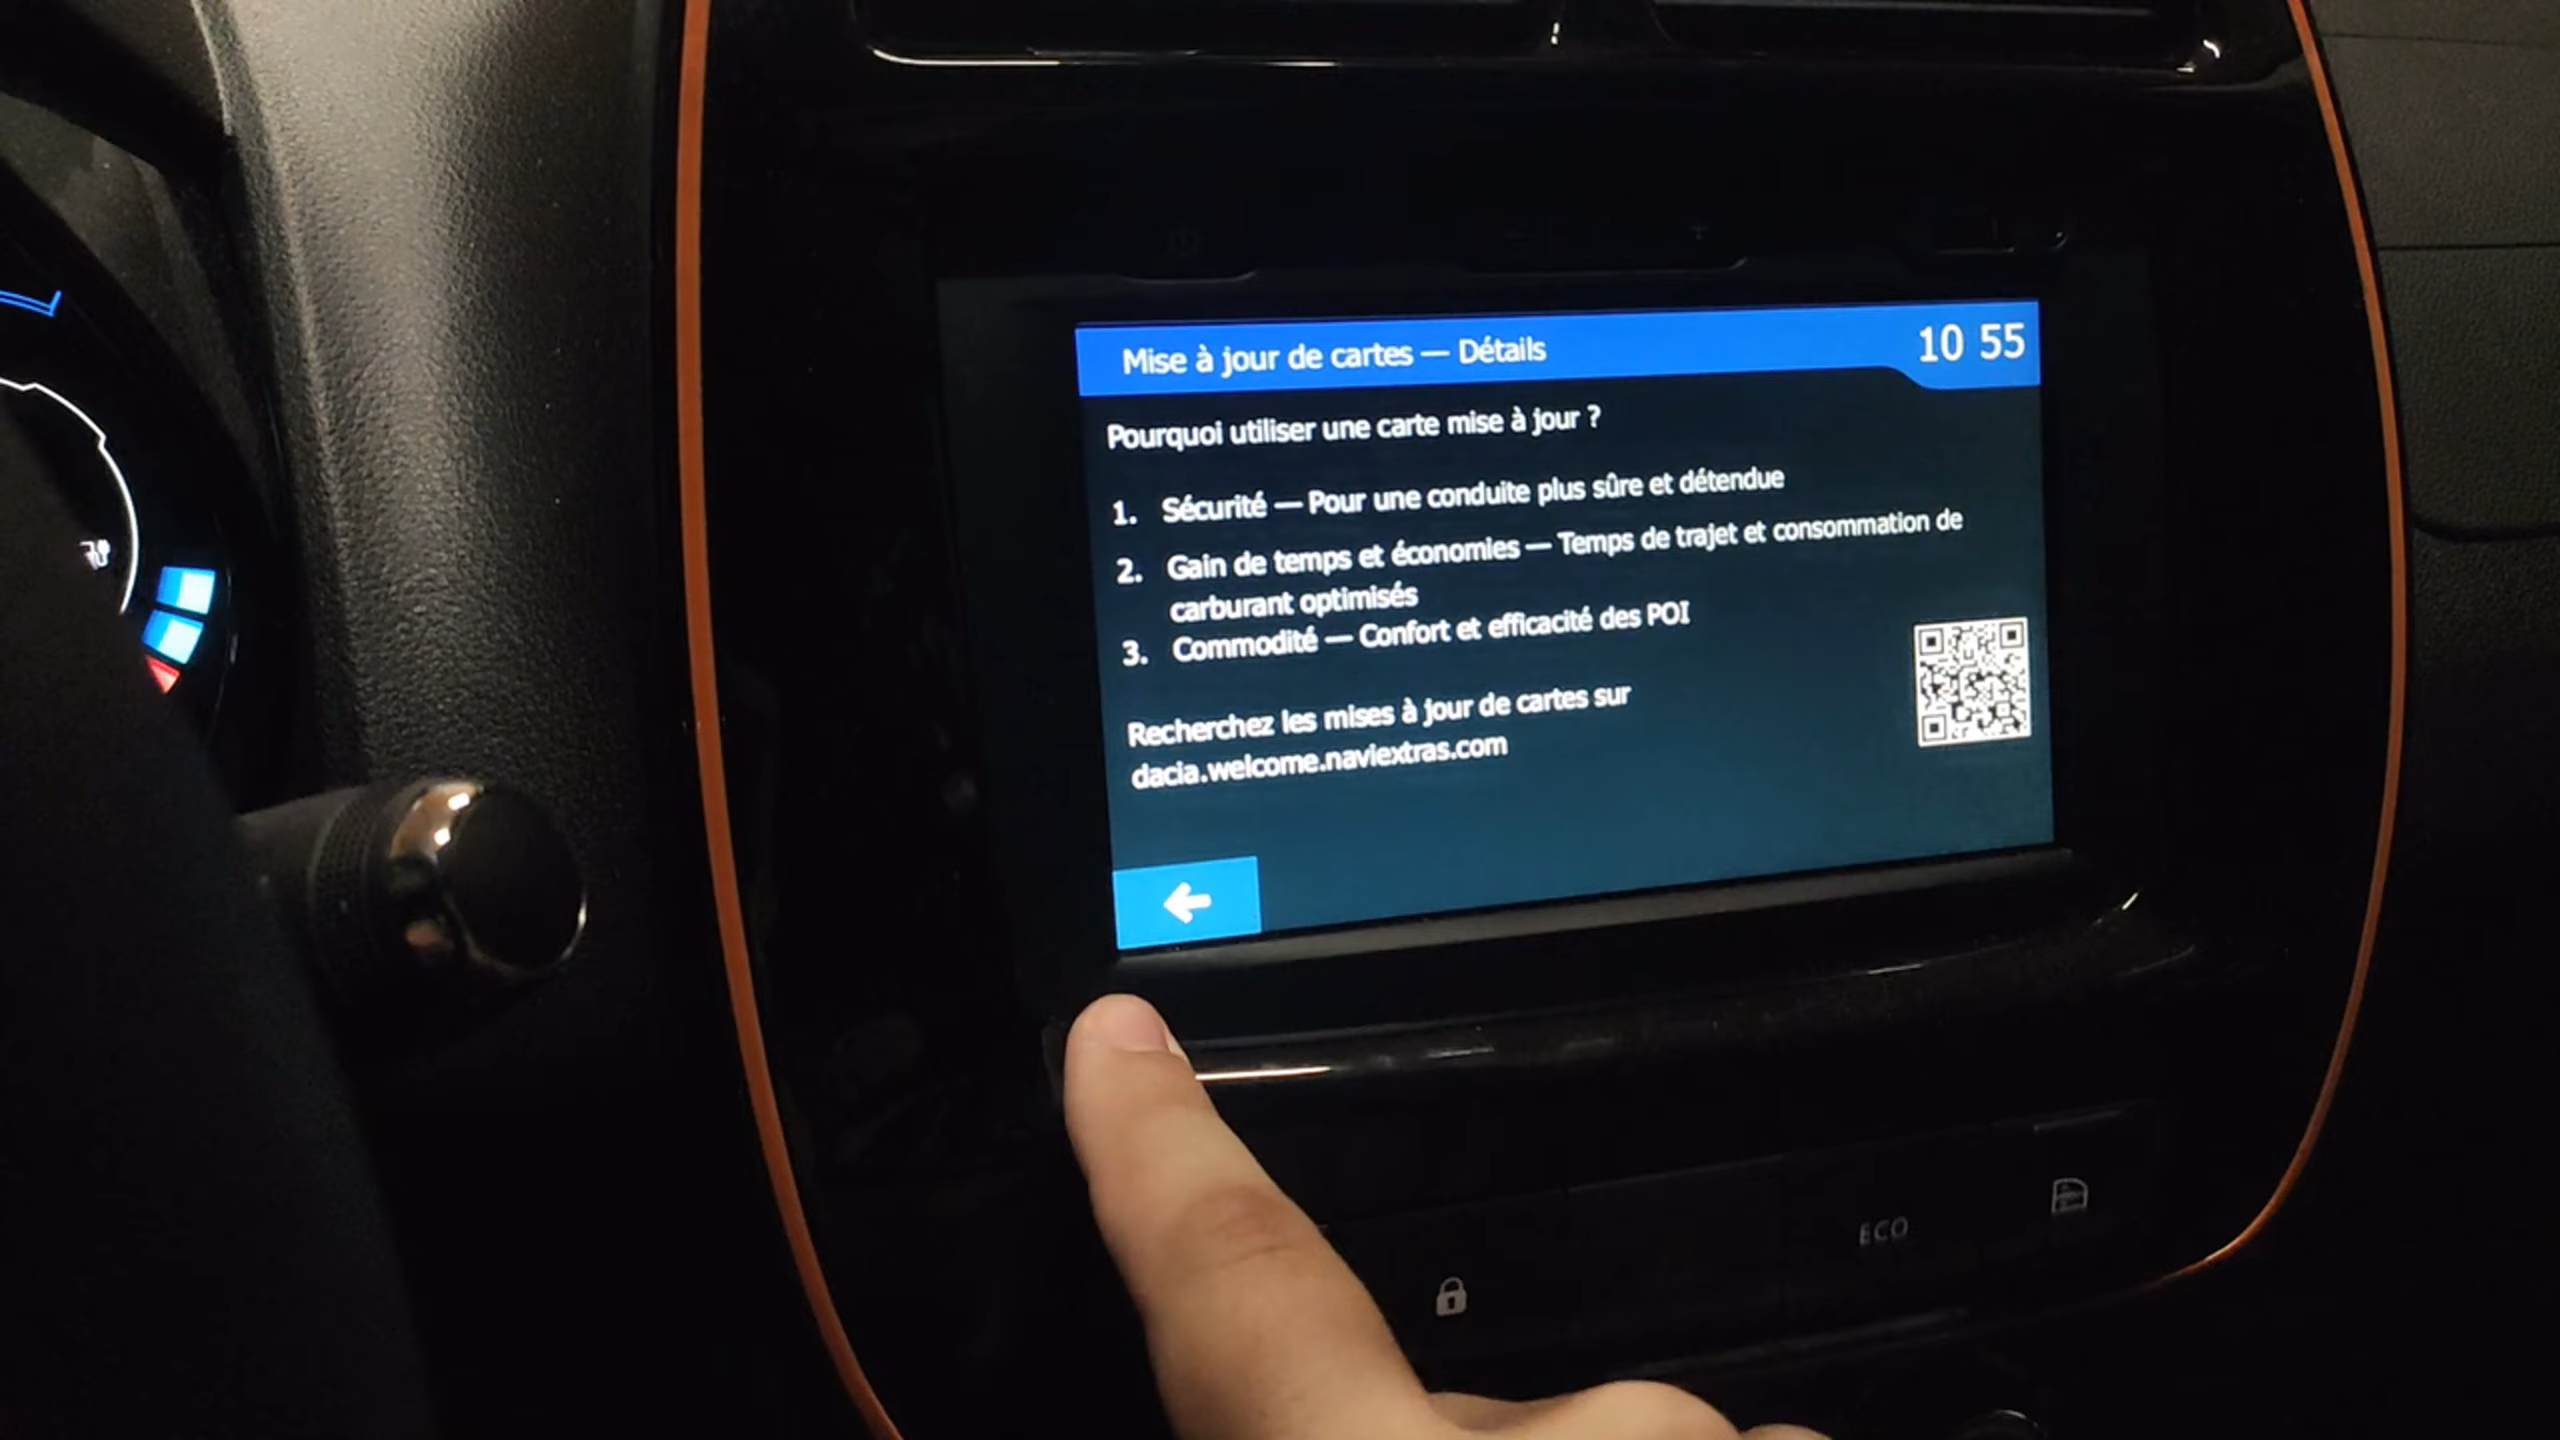 Mise à jour de cartes — Détails
10 55
Pourquoi utiliser une carte mise à jour ?
1. Sécurité — Pour une conduite plus sûre et détendue
2. Gain de temps et économies — Temps de trajet et consommation de
carburant optimisés
3. Commodité — Confort et efficacité des POI
Recherchez les mises à jour de cartes sur
dacia.welcome.naviextras.com
ECO